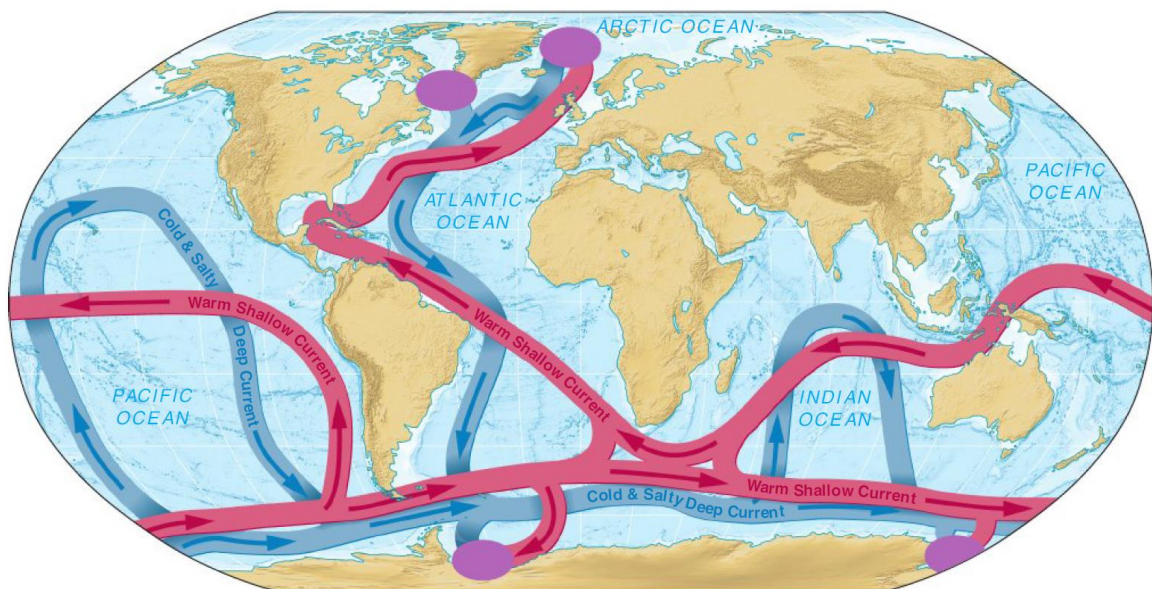 ARCTIC OCEAN
PACIFIC
OCEAN
ATLANTIC
OCEAN
Cold & Salty
Deep Current
Warm Shallow Current
Warm Shallow Current
PACIFIC
OCEAN
INDIAN
OCEAN
Cold & Salty Deep Current
Warm Shallow Current